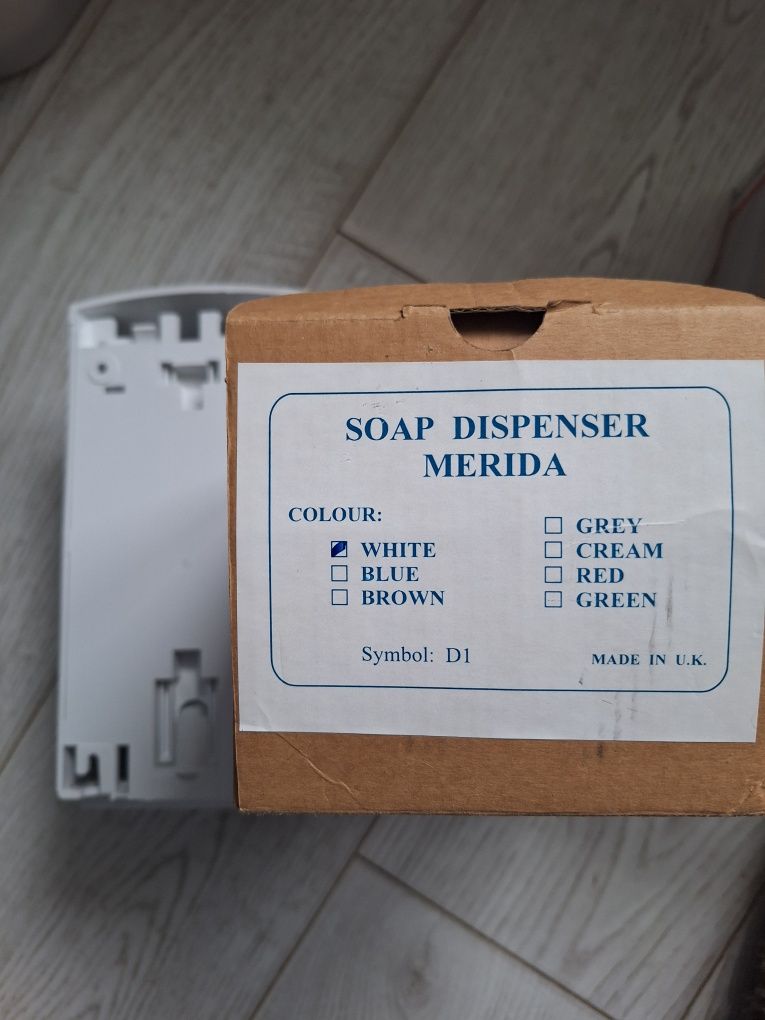 SOAP DISPENSER
MERIDA
COLOUR:
WHITE
BLUE
BROWN
GREY
CREAM
RED
GREEN
Symbol: D1
MADE IN U.K.